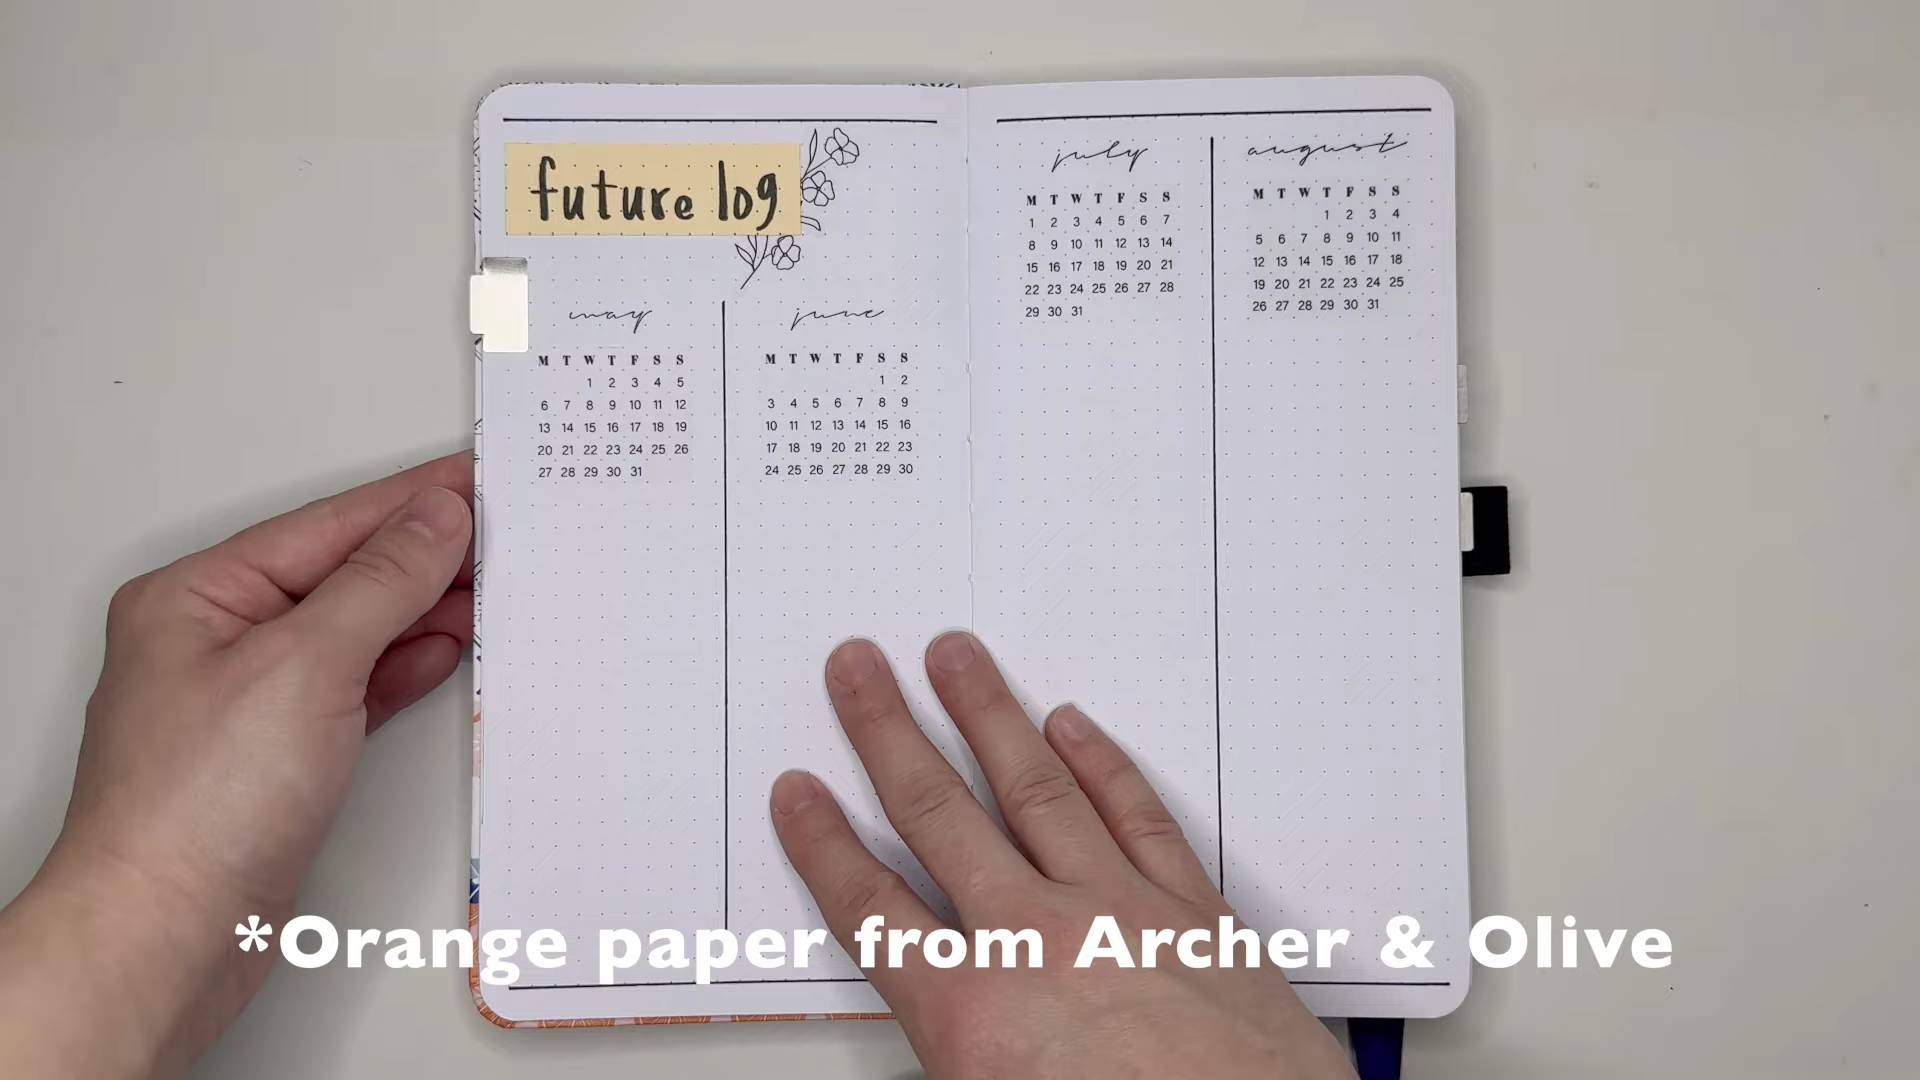 future log
may
M T W T F S S
1 2 3 4 5
6 7 8 9 10 11 12
13 14 15 16 17 18 19
20 21 22 23 24 25 26
27 28 29 30 31
june
M T W T F S S
1 2
3 4 5 6 7 8 9
10 11 12 13 14 15 16
17 18 19 20 21 22 23
24 25 26 27 28 29 30
july
M T W T F S S
1 2 3 4 5 6 7
8 9 10 11 12 13 14
15 16 17 18 19 20 21
22 23 24 25 26 27 28
29 30 31
august
M T W T F S S
1 2 3 4
5 6 7 8 9 10 11
12 13 14 15 16 17 18
19 20 21 22 23 24 25
26 27 28 29 30 31
*Orange paper from Archer & Olive